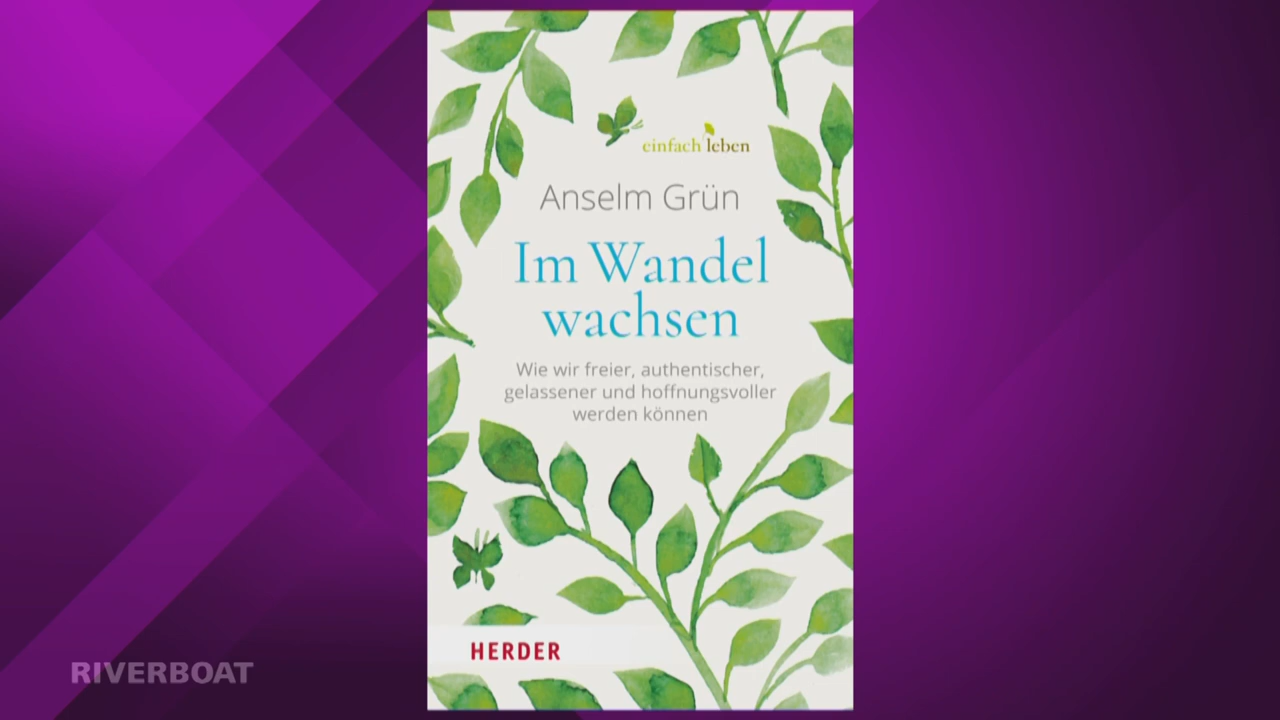 einfach leben
Anselm Grün
Im Wandel
wachsen
Wie wir freier, authentischer,
gelassener und hoffnungsvoller
werden können
HERDER
RIVERBOAT